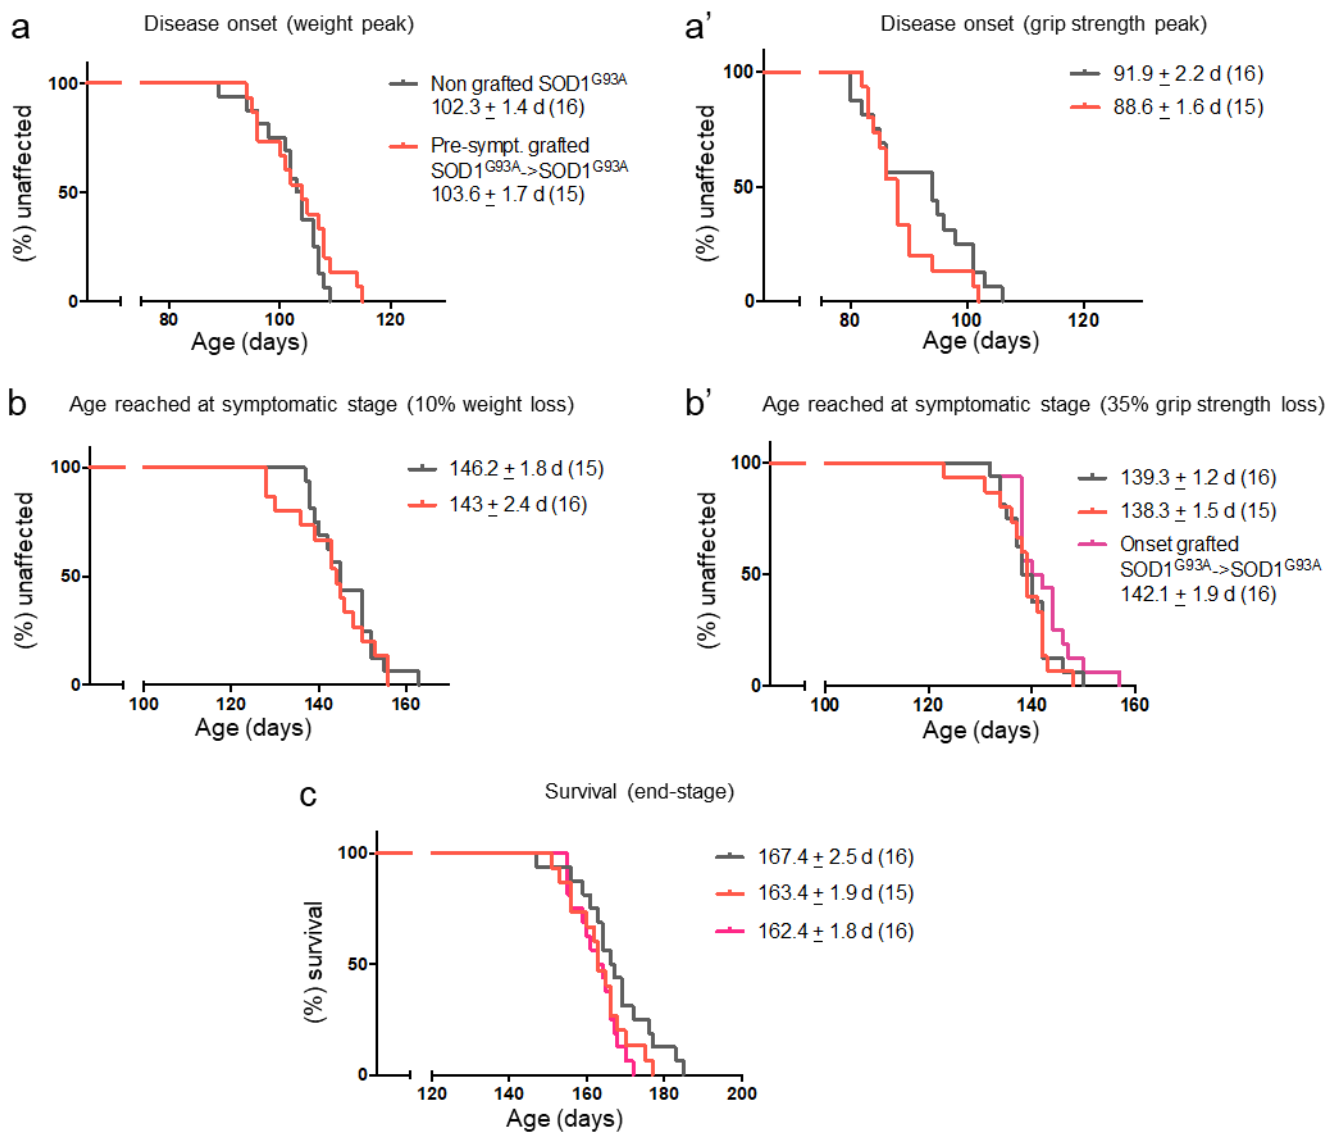 a
Disease onset (weight peak)
(%) unaffected
100
50
0
80
100
120
Age (days)
Non grafted SOD1G93A
102.3 ± 1.4 d (16)
Pre-sympt. grafted
SOD1G93A->SOD1G93A
103.6 ± 1.7 d (15)
a'
Disease onset (grip strength peak)
(%) unaffected
100
50
0
80
100
120
Age (days)
91.9 ± 2.2 d (16)
88.6 ± 1.6 d (15)
b
Age reached at symptomatic stage (10% weight loss)
(%) unaffected
100
50
0
100
120
140
160
Age (days)
146.2 ± 1.8 d (15)
143 ± 2.4 d (16)
b'
Age reached at symptomatic stage (35% grip strength loss)
(%) unaffected
100
50
0
100
120
140
160
Age (days)
139.3 ± 1.2 d (16)
138.3 ± 1.5 d (15)
Onset grafted
SOD1G93A->SOD1G93A
142.1 ± 1.9 d (16)
c
Survival (end-stage)
(%) survival
100
50
0
120
140
160
180
200
Age (days)
167.4 ± 2.5 d (16)
163.4 ± 1.9 d (15)
162.4 ± 1.8 d (16)